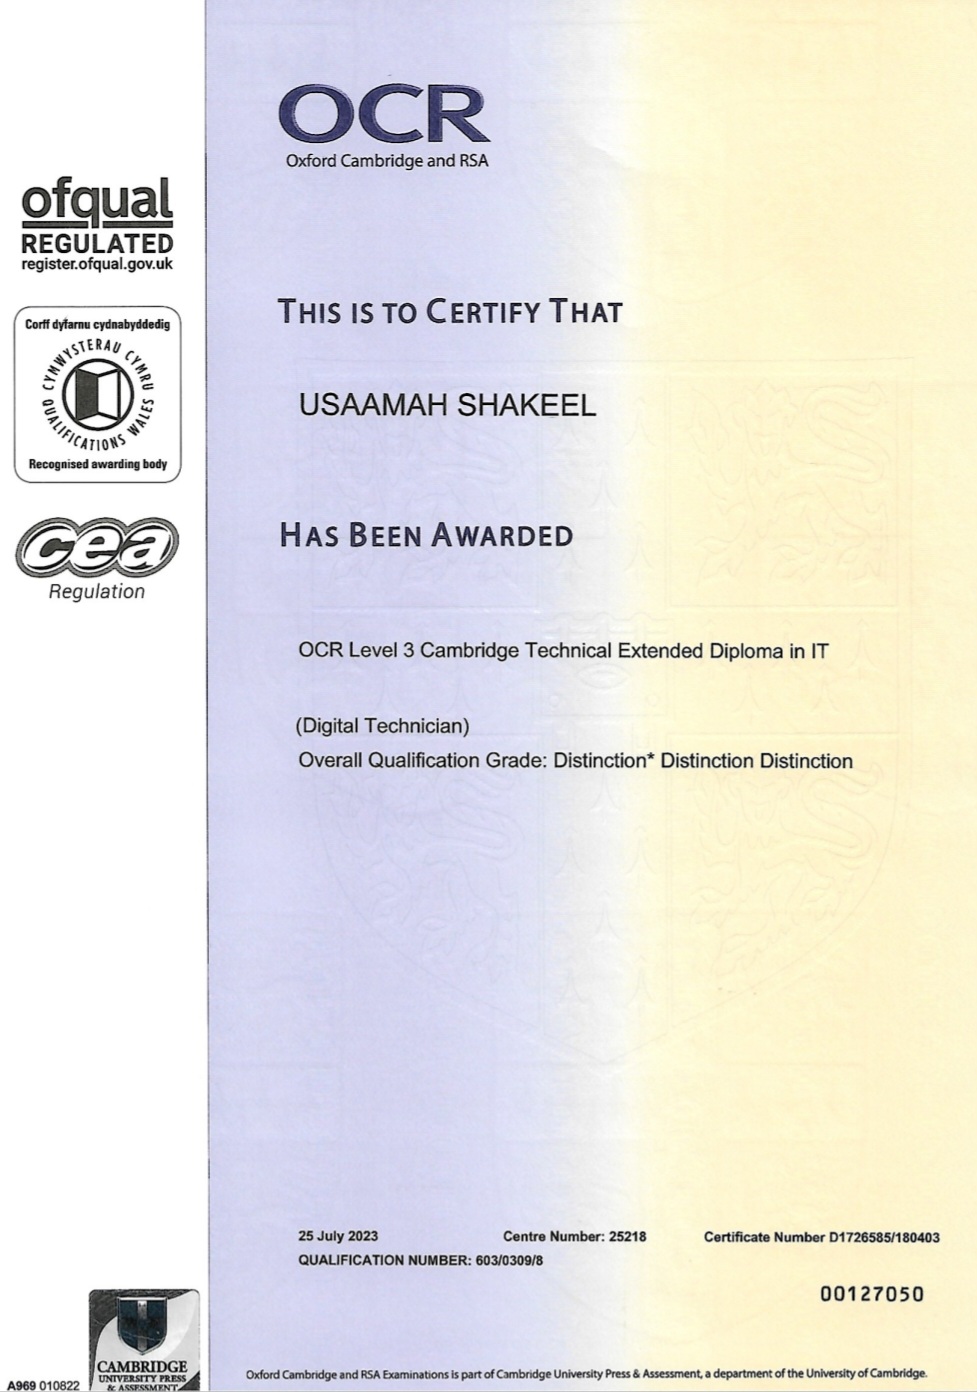 OCR
Oxford Cambridge and RSA
ofqual
REGULATED
register.ofqual.gov.uk
Corff dyfarnu cydnabyddedig
CYMWYSTERAU CYMRU
QUALIFICATIONS WALES
Recognised awarding body
cea
Regulation
THIS IS TO CERTIFY THAT
USAAMAH SHAKEEL
HAS BEEN AWARDED
OCR Level 3 Cambridge Technical Extended Diploma in IT
(Digital Technician)
Overall Qualification Grade: Distinction* Distinction Distinction
25 July 2023 Centre Number: 25218 Certificate Number D1726585/180403
QUALIFICATION NUMBER: 603/0309/8
00127050
CAMBRIDGE
UNIVERSITY PRESS
& ASSESSMENT
A969 010822
Oxford Cambridge and RSA Examinations is part of Cambridge University Press & Assessment, a department of the University of Cambridge.